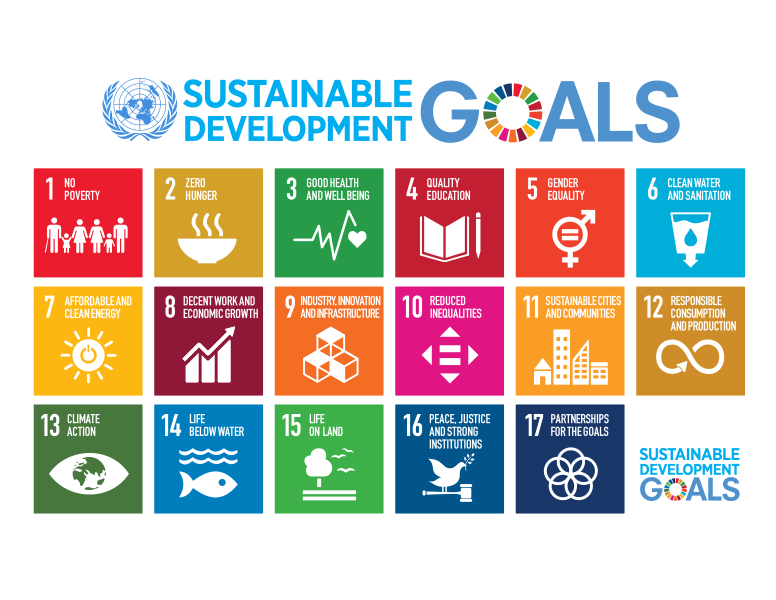 SUSTAINABLE
DEVELOPMENT
GOALS
1 NO
POVERTY
2 ZERO
HUNGER
3 GOOD HEALTH
AND WELL BEING
4 QUALITY
EDUCATION
5 GENDER
EQUALITY
6 CLEAN WATER
AND SANITATION
7 AFFORDABLE AND
CLEAN ENERGY
8 DECENT WORK AND
ECONOMIC GROWTH
9 INDUSTRY, INNOVATION
AND INFRASTRUCTURE
10 REDUCED
INEQUALITIES
11 SUSTAINABLE CITIES
AND COMMUNITIES
12 RESPONSIBLE
CONSUMPTION
AND PRODUCTION
13 CLIMATE
ACTION
14 LIFE
BELOW WATER
15 LIFE
ON LAND
16 PEACE, JUSTICE
AND STRONG
INSTITUTIONS
17 PARTNERSHIPS
FOR THE GOALS
SUSTAINABLE
DEVELOPMENT
GOALS